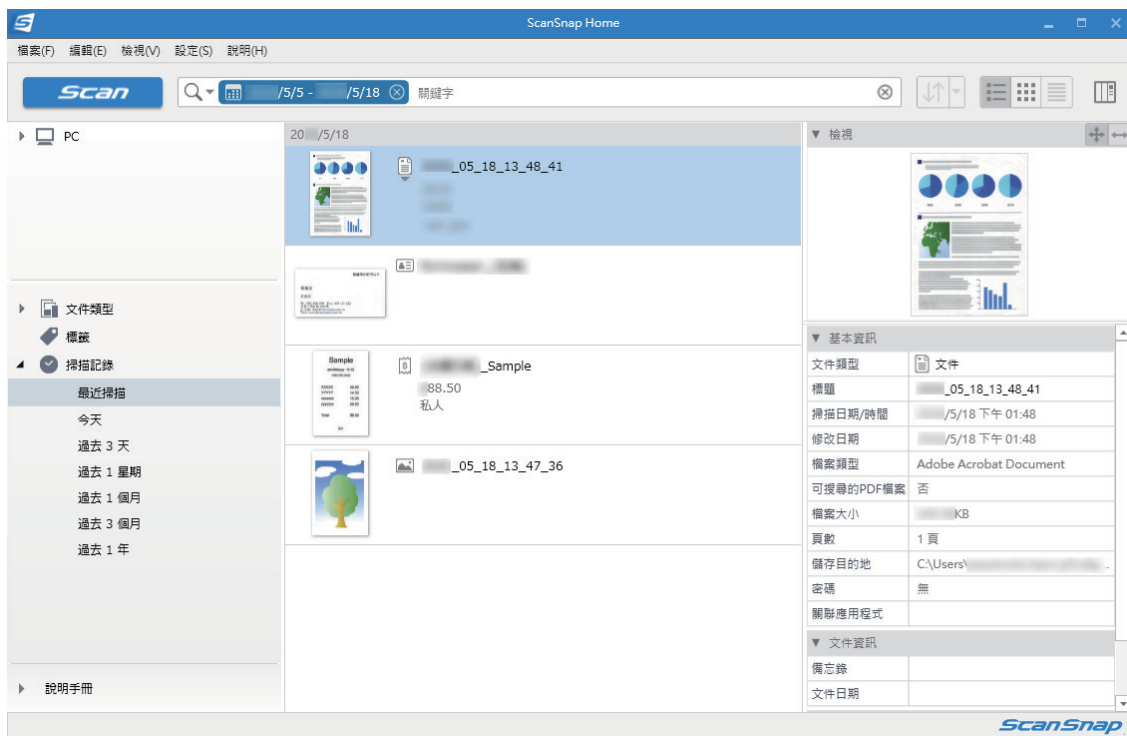 ScanSnap Home
檔案(F) 編輯(E) 檢視(V) 設定(S) 說明(H)
Scan
/5/5 - /5/18 關鍵字
PC
文件類型
標籤
掃描記錄
最近掃描
今天
過去 3 天
過去 1 星期
過去 1 個月
過去 3 個月
過去 1 年
說明手冊
20 /5/18
_05_18_13_48_41
Sample
_Sample
88.50
私人
_05_18_13_47_36
檢視
基本資訊
文件類型 文件
標題 _05_18_13_48_41
掃描日期/時間 /5/18 下午 01:48
修改日期 /5/18 下午 01:48
檔案類型 Adobe Acrobat Document
可搜尋的PDF檔案 否
檔案大小 KB
頁數 1 頁
儲存目的地 C:\Users\
密碼 無
關聯應用程式
文件資訊
備忘錄
文件日期
ScanSnap